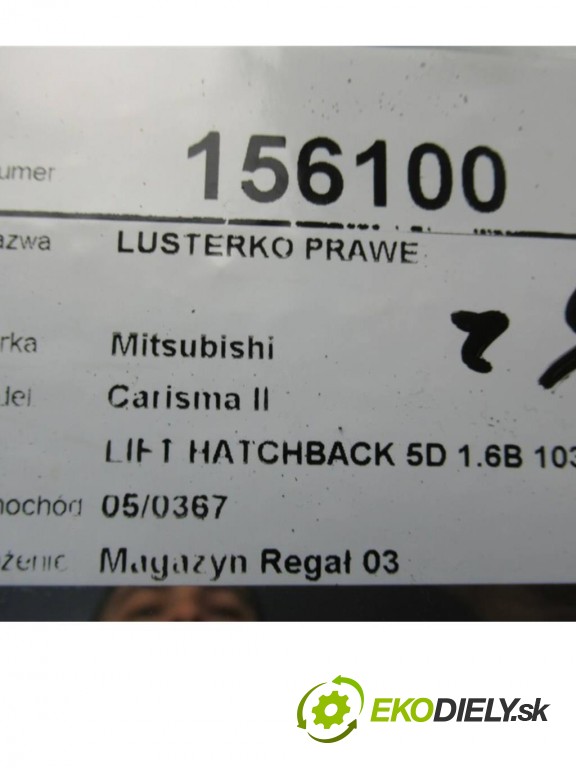 umer 156100
azwa LUSTERKO PRAWE
rka Mitsubishi
del Carisma II
LIFT HATCHBACK 5D 1.6B 103
nochód 05/0367
żenie Magazyn Regał 03
EKODIELY.sk